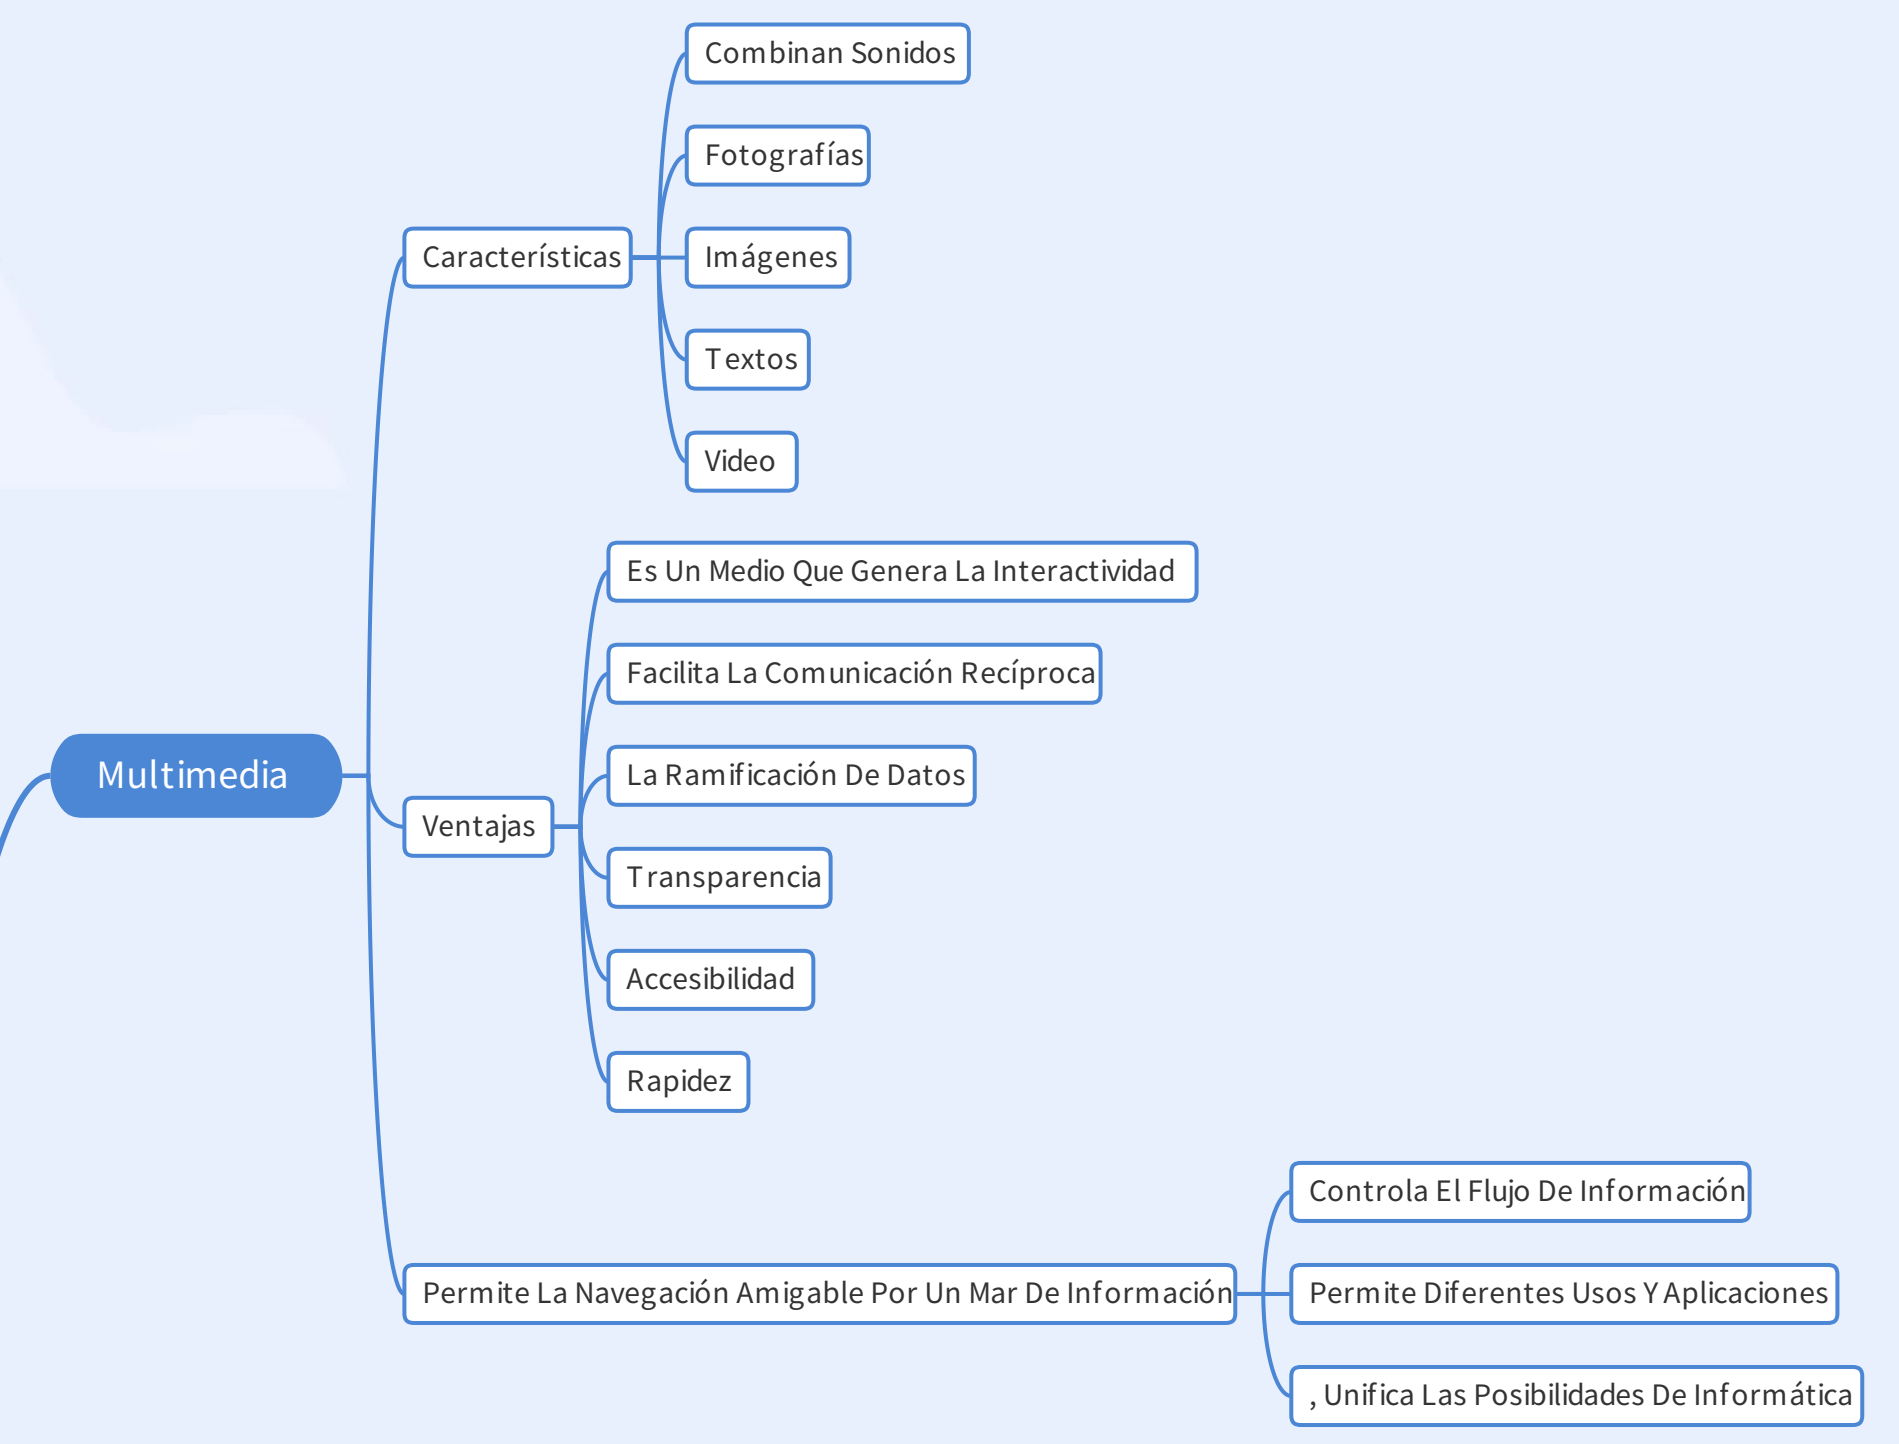 Combinan Sonidos
Fotografías
Características
Imágenes
Textos
Video
Es Un Medio Que Genera La Interactividad
Facilita La Comunicación Recíproca
Multimedia
La Ramificación De Datos
Ventajas
Transparencia
Accesibilidad
Rapidez
Controla El Flujo De Información
Permite La Navegación Amigable Por Un Mar De Información
Permite Diferentes Usos Y Aplicaciones
, Unifica Las Posibilidades De Informática